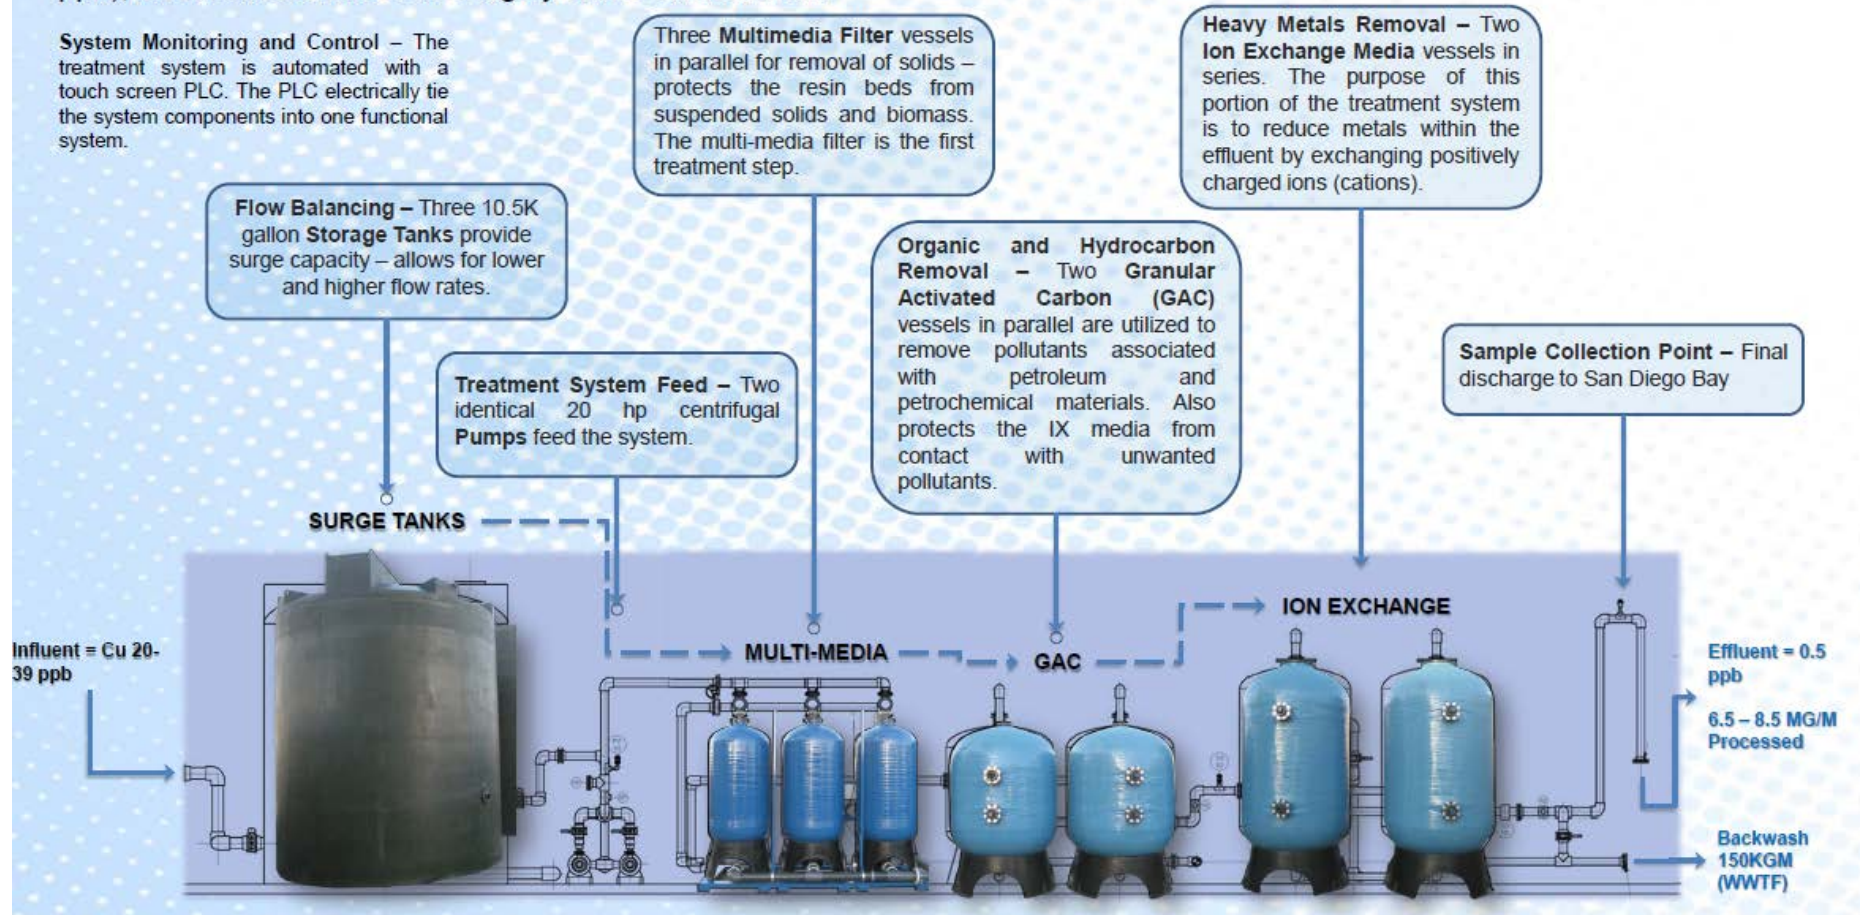 System Monitoring and Control – The
treatment system is automated with a
touch screen PLC. The PLC electrically tie
the system components into one functional
system.
Three Multimedia Filter vessels
in parallel for removal of solids –
protects the resin beds from
suspended solids and biomass.
The multi-media filter is the first
treatment step.
Heavy Metals Removal – Two
Ion Exchange Media vessels in
series. The purpose of this
portion of the treatment system
is to reduce metals within the
effluent by exchanging positively
charged ions (cations).
Flow Balancing – Three 10.5K
gallon Storage Tanks provide
surge capacity – allows for lower
and higher flow rates.
Organic and Hydrocarbon
Removal – Two Granular
Activated Carbon (GAC)
vessels in parallel are utilized to
remove pollutants associated
with petroleum and
petrochemical materials. Also
protects the IX media from
contact with unwanted
pollutants.
Treatment System Feed – Two
identical 20 hp centrifugal
Pumps feed the system.
Sample Collection Point – Final
discharge to San Diego Bay
SURGE TANKS
MULTI-MEDIA
GAC
ION EXCHANGE
Influent = Cu 20-
39 ppb
Effluent = 0.5
ppb
6.5 – 8.5 MG/M
Processed
Backwash
150KGM
(WWTF)